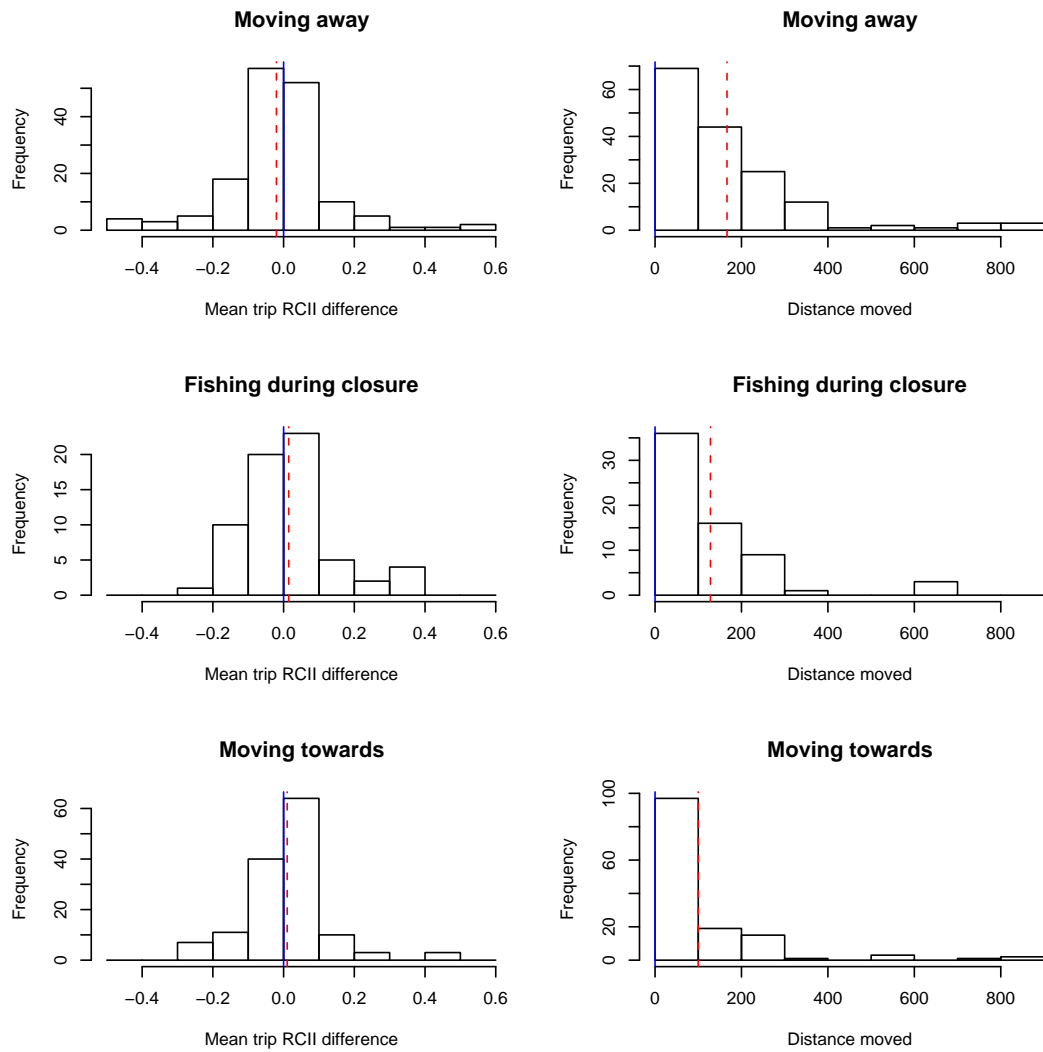 Moving away
Frequency
0
20
40
−0.4 −0.2 0.0 0.2 0.4 0.6
Mean trip RCII difference
Moving away
Frequency
0
20
40
60
0 200 400 600 800
Distance moved
Fishing during closure
Frequency
0
5
10
15
20
−0.4 −0.2 0.0 0.2 0.4 0.6
Mean trip RCII difference
Fishing during closure
Frequency
0
10
20
30
0 200 400 600 800
Distance moved
Moving towards
Frequency
0
20
40
60
−0.4 −0.2 0.0 0.2 0.4 0.6
Mean trip RCII difference
Moving towards
Frequency
0
20
60
100
0 200 400 600 800
Distance moved